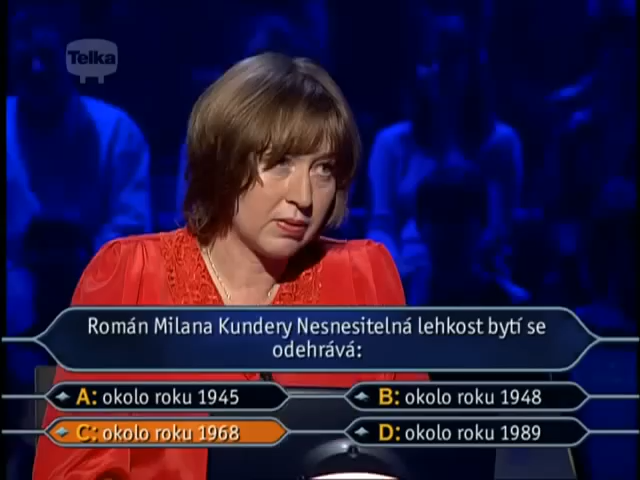 Telka
Román Milana Kundery Nesnesitelná lehkost bytí se
odehrává:
A: okolo roku 1945
B: okolo roku 1948
C: okolo roku 1968
D: okolo roku 1989